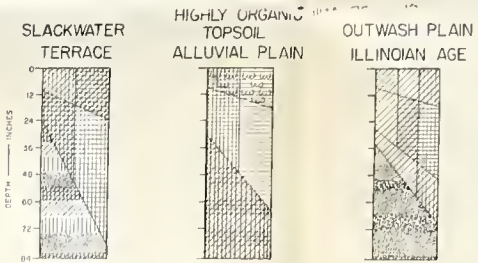 SLACKWATER
TERRACE
HIGHLY ORGANIC
TOPSOIL
ALLUVIAL PLAIN
OUTWASH PLAIN
ILLINOIAN AGE
DEPTH — INCHES
0
12
24
36
48
60
72
84